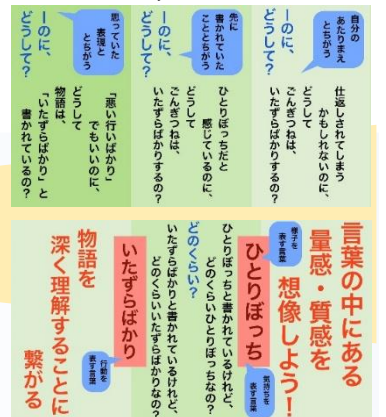 自分の
あたりまえ
とちがう
ーのに、
どうして?
仕返しされてしまう
かもしれないのに、
どうして
ごんぎつねは、
いたずらばかりするの?
先に
書かれていた
こととちがう
ーのに、
どうして?
ひとりぼっちだと
感じているのに、
どうして
ごんぎつねは、
いたずらばかりするの?
思っていた
表現と
とちがう
ーのに、
どうして?
「悪い行いばかり」
でもいいのに、
どうして
物語は、
「いたずらばかり」と
書かれているの?
言葉の中にある
量感・質感を
想像しよう!
気持ちを
表す言葉
ひとりぼっち
様子を
表す言葉
ひとりぼっちと書かれているけれど、
どのくらいひとりぼっちなの?
どのくらい?
いたずらばかりと書かれているけれど、
どのくらいいたずらばかりなの?
いたずらばかり
行動を
表す言葉
物語を
深く理解することに
繋がる